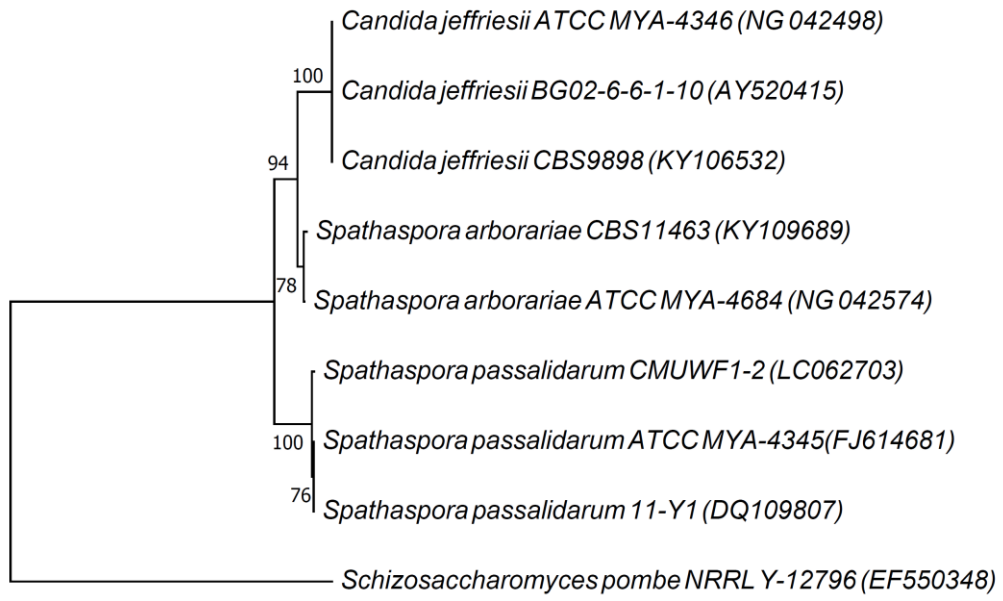 Candida jeffriesii ATCC MYA-4346 (NG 042498)
100
Candida jeffriesii BG02-6-6-1-10 (AY520415)
94
Candida jeffriesii CBS9898 (KY106532)
Spathaspora arborariae CBS11463 (KY109689)
78
Spathaspora arborariae ATCC MYA-4684 (NG 042574)
Spathaspora passalidarum CMUWF1-2 (LC062703)
100
Spathaspora passalidarum ATCC MYA-4345(FJ614681)
76
Spathaspora passalidarum 11-Y1 (DQ109807)
Schizosaccharomyces pombe NRRL Y-12796 (EF550348)